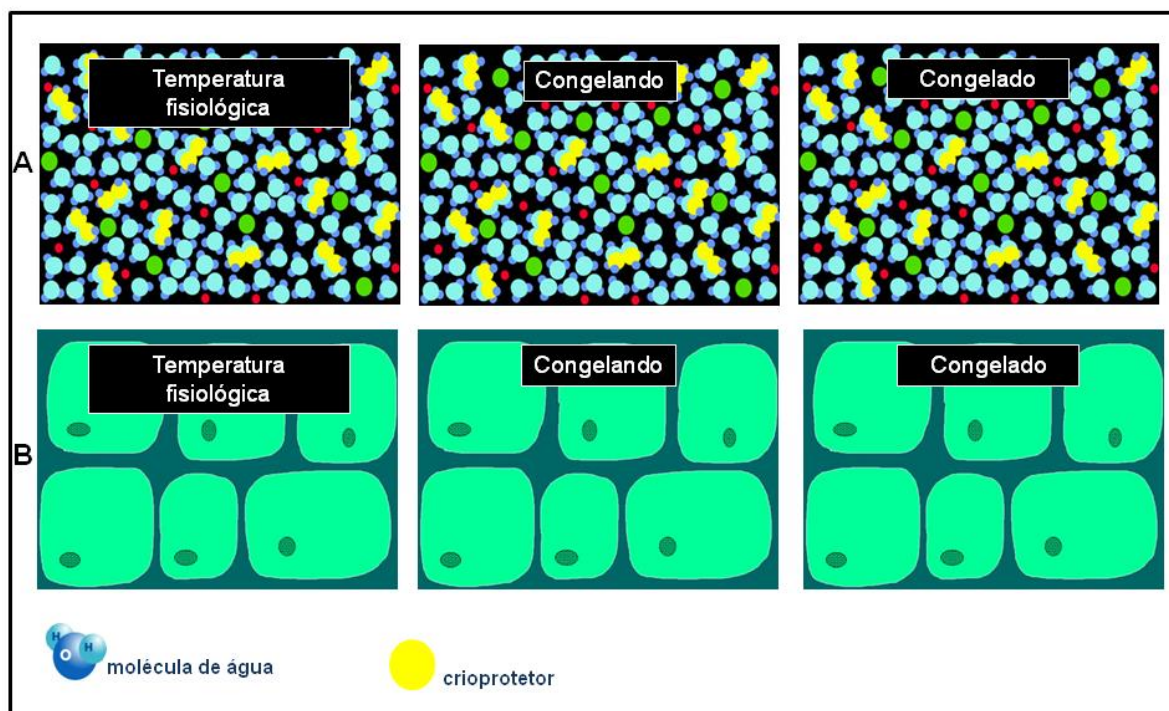 Temperatura
fisiológica
Congelando
Congelado
A
Temperatura
fisiológica
Congelando
Congelado
B
H
H
O
molécula de água
crioprotetor